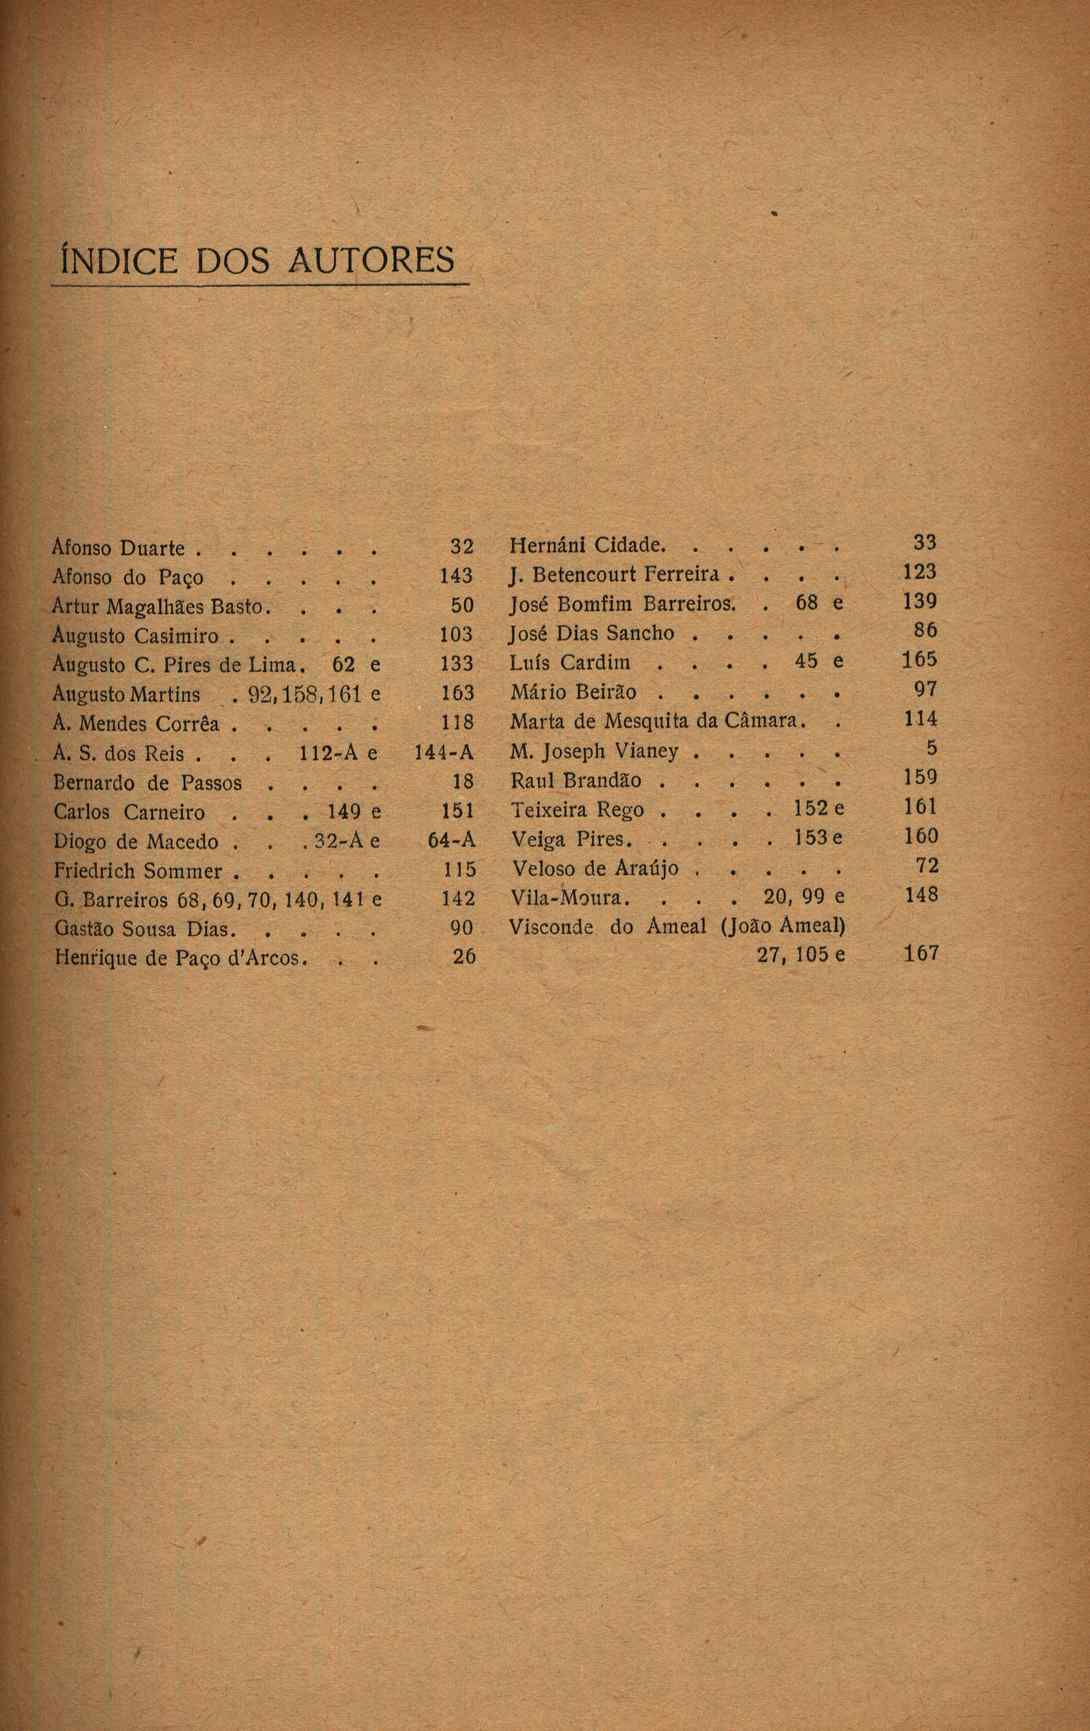 ÍNDICE DOS AUTORES
Afonso Duarte . . . . . . 32
Afonso do Paço . . . . . 143
Artur Magalhães Basto. . . . 50
Augusto Casimiro . . . . . 103
Augusto C. Pires de Lima. 62 e 133
Augusto Martins . 92, 158, 161 e 163
A. Mendes Corrêa . . . . . 118
A. S. dos Reis . . . 112-A e 144-A
Bernardo de Passos . . . . 18
Carlos Carneiro . . . 149 e 151
Diogo de Macedo . . . 32-A e 64-A
Friedrich Sommer . . . . . 115
G. Barreiros 68, 69, 70, 140, 141 e 142
Gastão Sousa Dias. . . . . 90
Henrique de Paço d'Arcos. . . 26
Hernáni Cidade. . . . . . 33
J. Betencourt Ferreira . . . . 123
José Bomfim Barreiros. . 68 e 139
José Dias Sancho . . . . . 86
Luís Cardim . . . . 45 e 165
Mário Beirão . . . . . . 97
Marta de Mesquita da Câmara. . 114
M. Joseph Vianey . . . . . 5
Raul Brandão . . . . . . 159
Teixeira Rego . . . . 152 e 161
Veiga Pires. . . . . 153 e 160
Veloso de Araújo . . . . . 72
Vila-Moura. . . . 20, 99 e 148
Visconde do Ameal (João Ameal)
27, 105 e 167